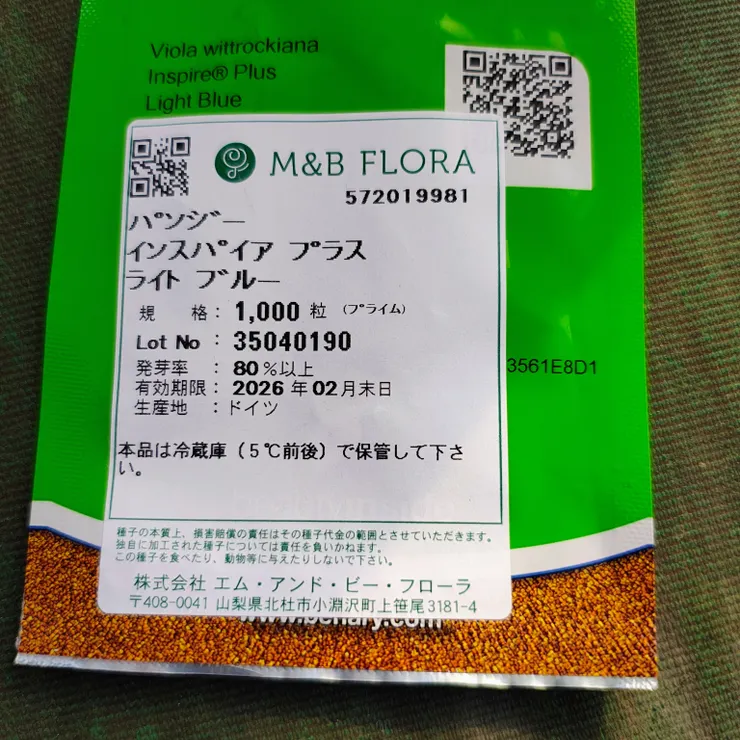 Viola wittrockiana
Inspire® Plus
Light Blue
M&B FLORA
572019981
パンジー
インスパイア プラス
ライト ブルー
規 格 : 1,000 粒 (プライム)
Lot No : 35040190
発芽率 : 80%以上
有効期限 : 2026 年 02 月末日
生産地 : ドイツ
3561E8D1
本品は冷蔵庫(5℃前後)で保管して下さ
い。
種子の本質上、損害賠償の責任はその種子代金の範囲とさせていただきます。
独自に加工された種子については責任を負いかねます。
この種子を食べたり、動物等に与えたりしないで下さい。
株式会社 エム・アンド・ビー・フローラ
〒408-0041 山梨県北杜市小淵沢町上笹尾3181-4
www.benary.com